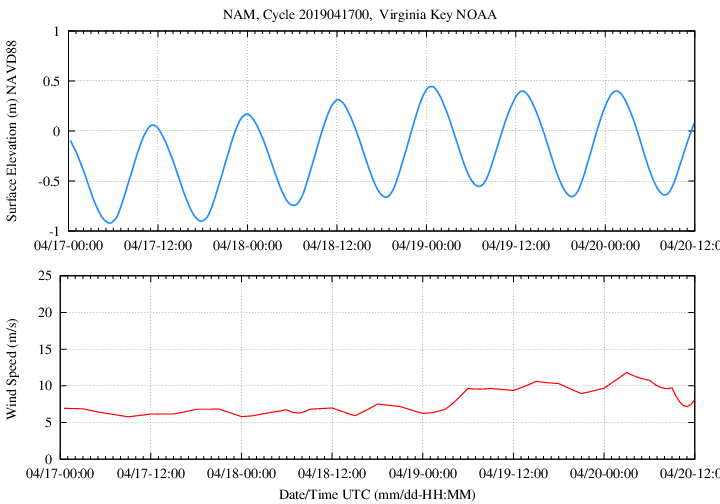 NAM, Cycle 2019041700,  Virginia Key NOAA
Surface Elevation (m) NAVD88
1
0.5
0
-0.5
-1
04/17-00:00 04/17-12:00 04/18-00:00 04/18-12:00 04/19-00:00 04/19-12:00 04/20-00:00 04/20-12:0
Wind Speed (m/s)
25
20
15
10
5
0
04/17-00:00 04/17-12:00 04/18-00:00 04/18-12:00 04/19-00:00 04/19-12:00 04/20-00:00 04/20-12:0
Date/Time UTC (mm/dd-HH:MM)